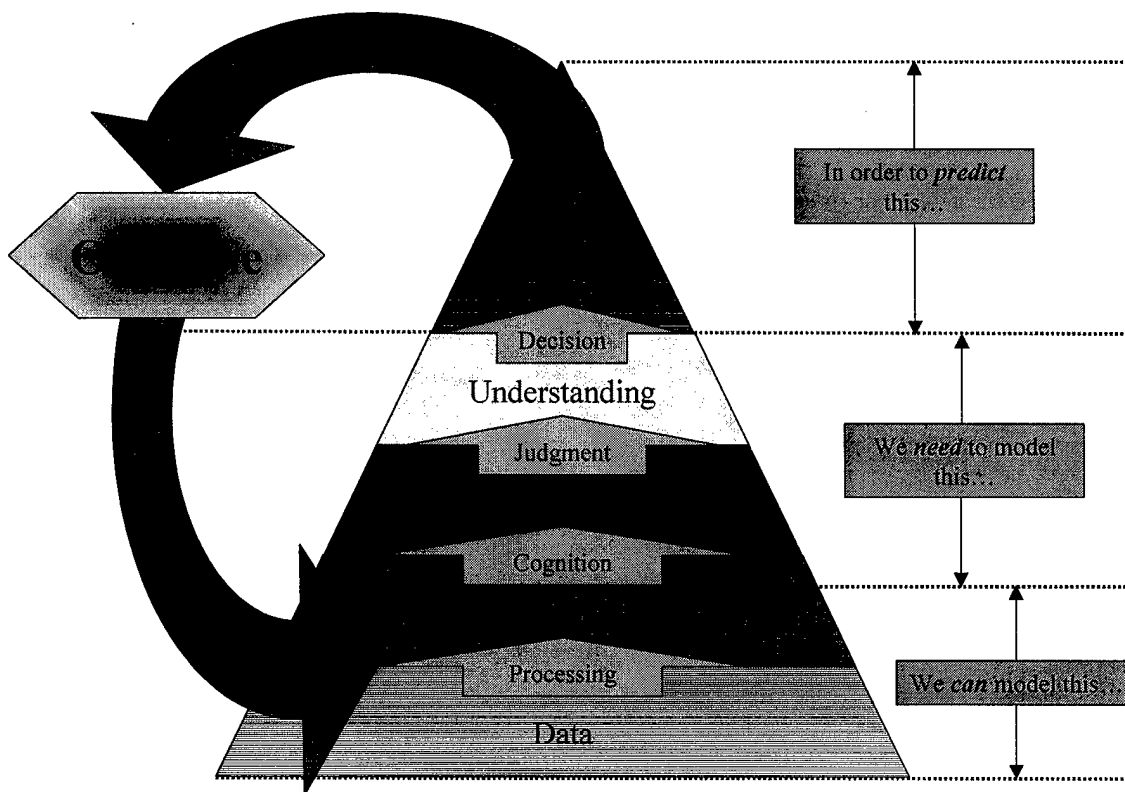 In order to predict
this…
Decision
Understanding
Judgment
We need to model
this…
Cognition
Processing
We can model this…
Data